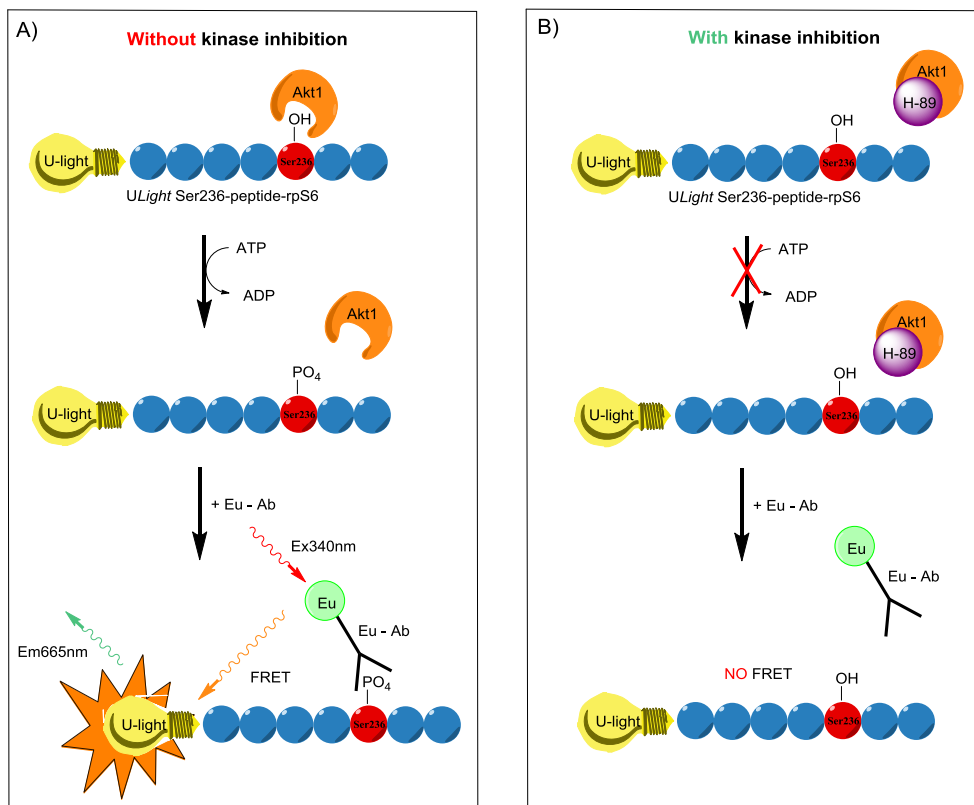 A)
Without kinase inhibition
Akt1
OH
U-light
Ser236
ULight Ser236-peptide-rpS6
ATP
ADP
Akt1
PO4
U-light
Ser236
+ Eu - Ab
Ex340nm
Eu
Eu - Ab
Em665nm
FRET
PO4
U-light
Ser236
B)
With kinase inhibition
Akt1
H-89
OH
U-light
Ser236
ULight Ser236-peptide-rpS6
ATP
ADP
Akt1
H-89
OH
U-light
Ser236
+ Eu - Ab
Eu
Eu - Ab
NO FRET
OH
U-light
Ser236